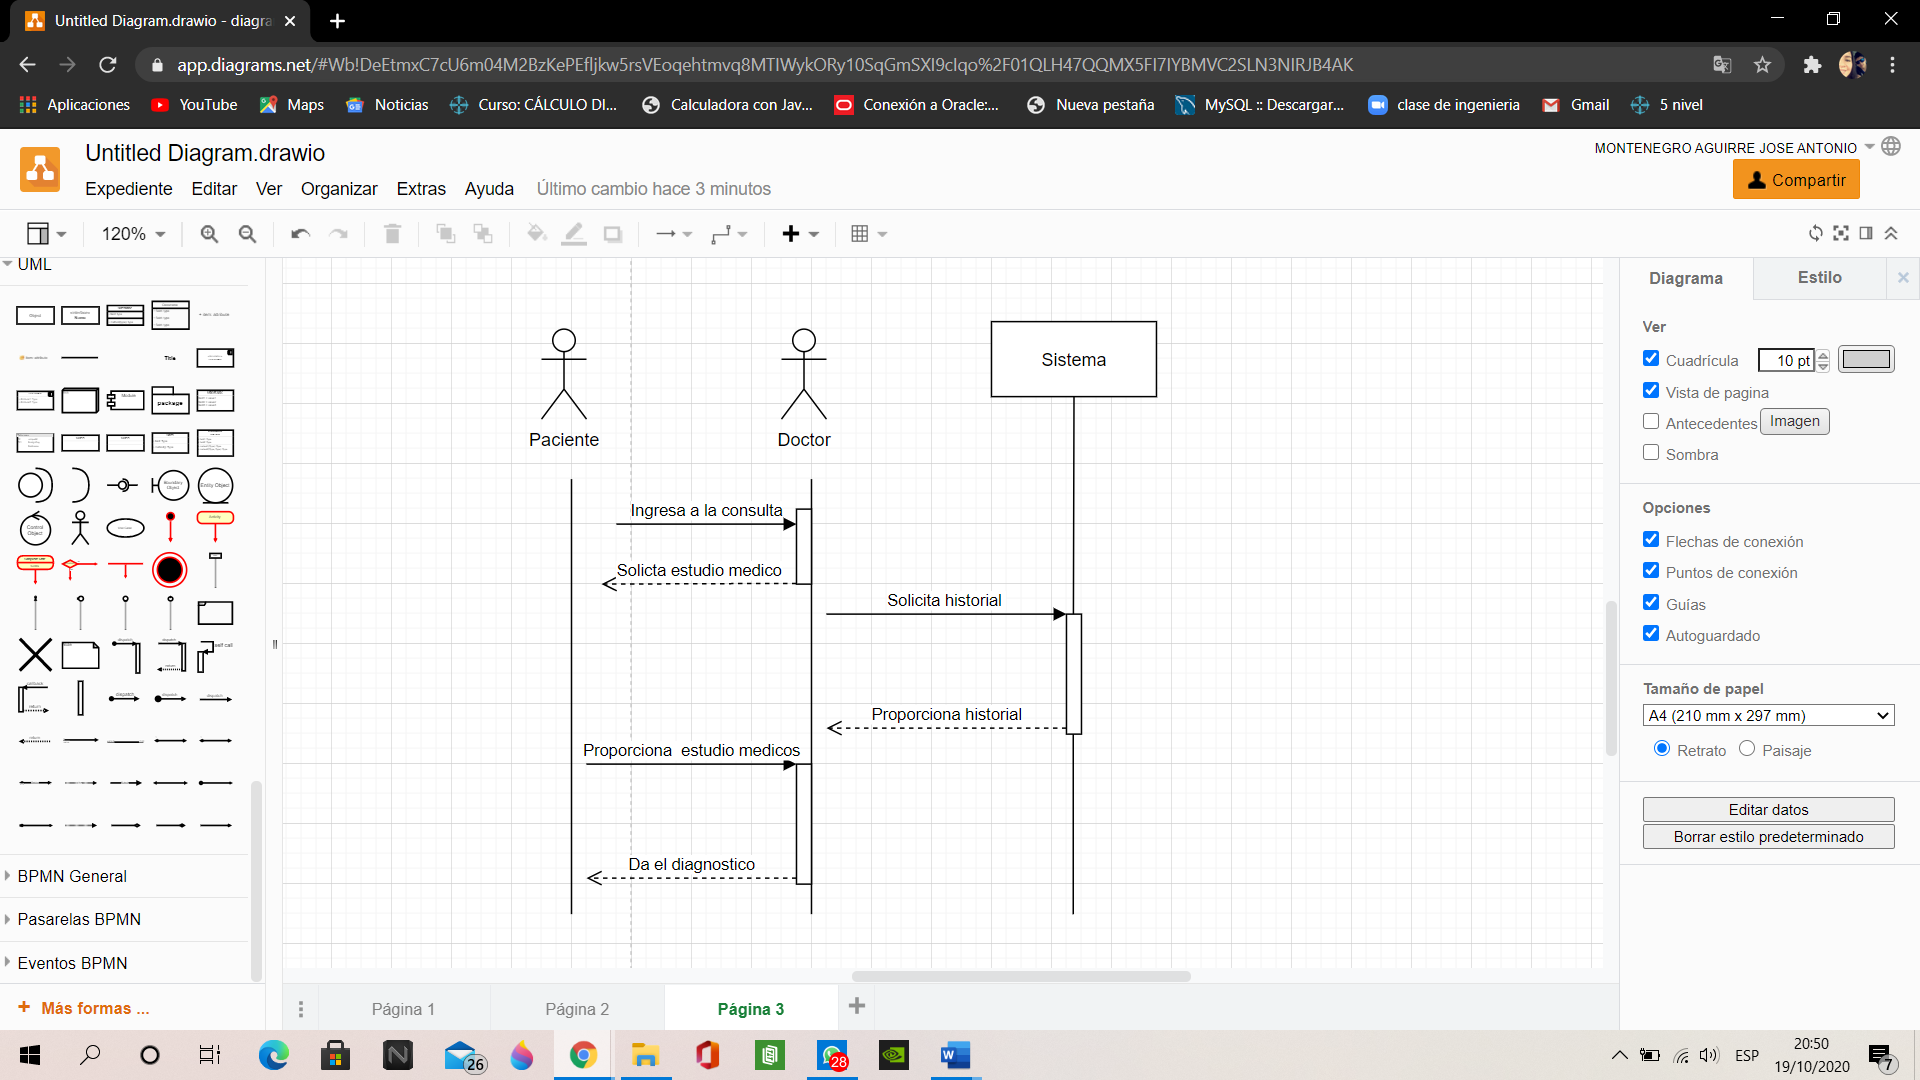 Untitled Diagram.drawio - diagra
app.diagrams.net/#Wb!DeEtmxC7cU6m04M2BzKePEfljkw5rsVEoqehtmvq8MTIWykORy10SqGmSXI9cIqo%2F01QLH47QQMX5FI7IYBMVC2SLN3NIRJB4AK
Aplicaciones YouTube Maps Noticias Curso: CÁLCULO DI... Calculadora con Jav... Conexión a Oracle:... Nueva pestaña MySQL :: Descargar... clase de ingenieria Gmail 5 nivel
Untitled Diagram.drawio
MONTENEGRO AGUIRRE JOSE ANTONIO
Expediente Editar Ver Organizar Extras Ayuda Último cambio hace 3 minutos
Compartir
120%
UML
Title
package
BPMN General
Pasarelas BPMN
Eventos BPMN
+ Más formas ...
Paciente
Doctor
Sistema
Ingresa a la consulta
Solicta estudio medico
Solicita historial
Proporciona historial
Proporciona estudio medicos
Da el diagnostico
Página 1 Página 2 Página 3
Diagrama Estilo
Ver
Cuadrícula 10 pt
Vista de pagina
Antecedentes Imagen
Sombra
Opciones
Flechas de conexión
Puntos de conexión
Guías
Autoguardado
Tamaño de papel
A4 (210 mm x 297 mm)
Retrato Paisaje
Editar datos
Borrar estilo predeterminado
26
28
ESP
20:50
19/10/2020
7